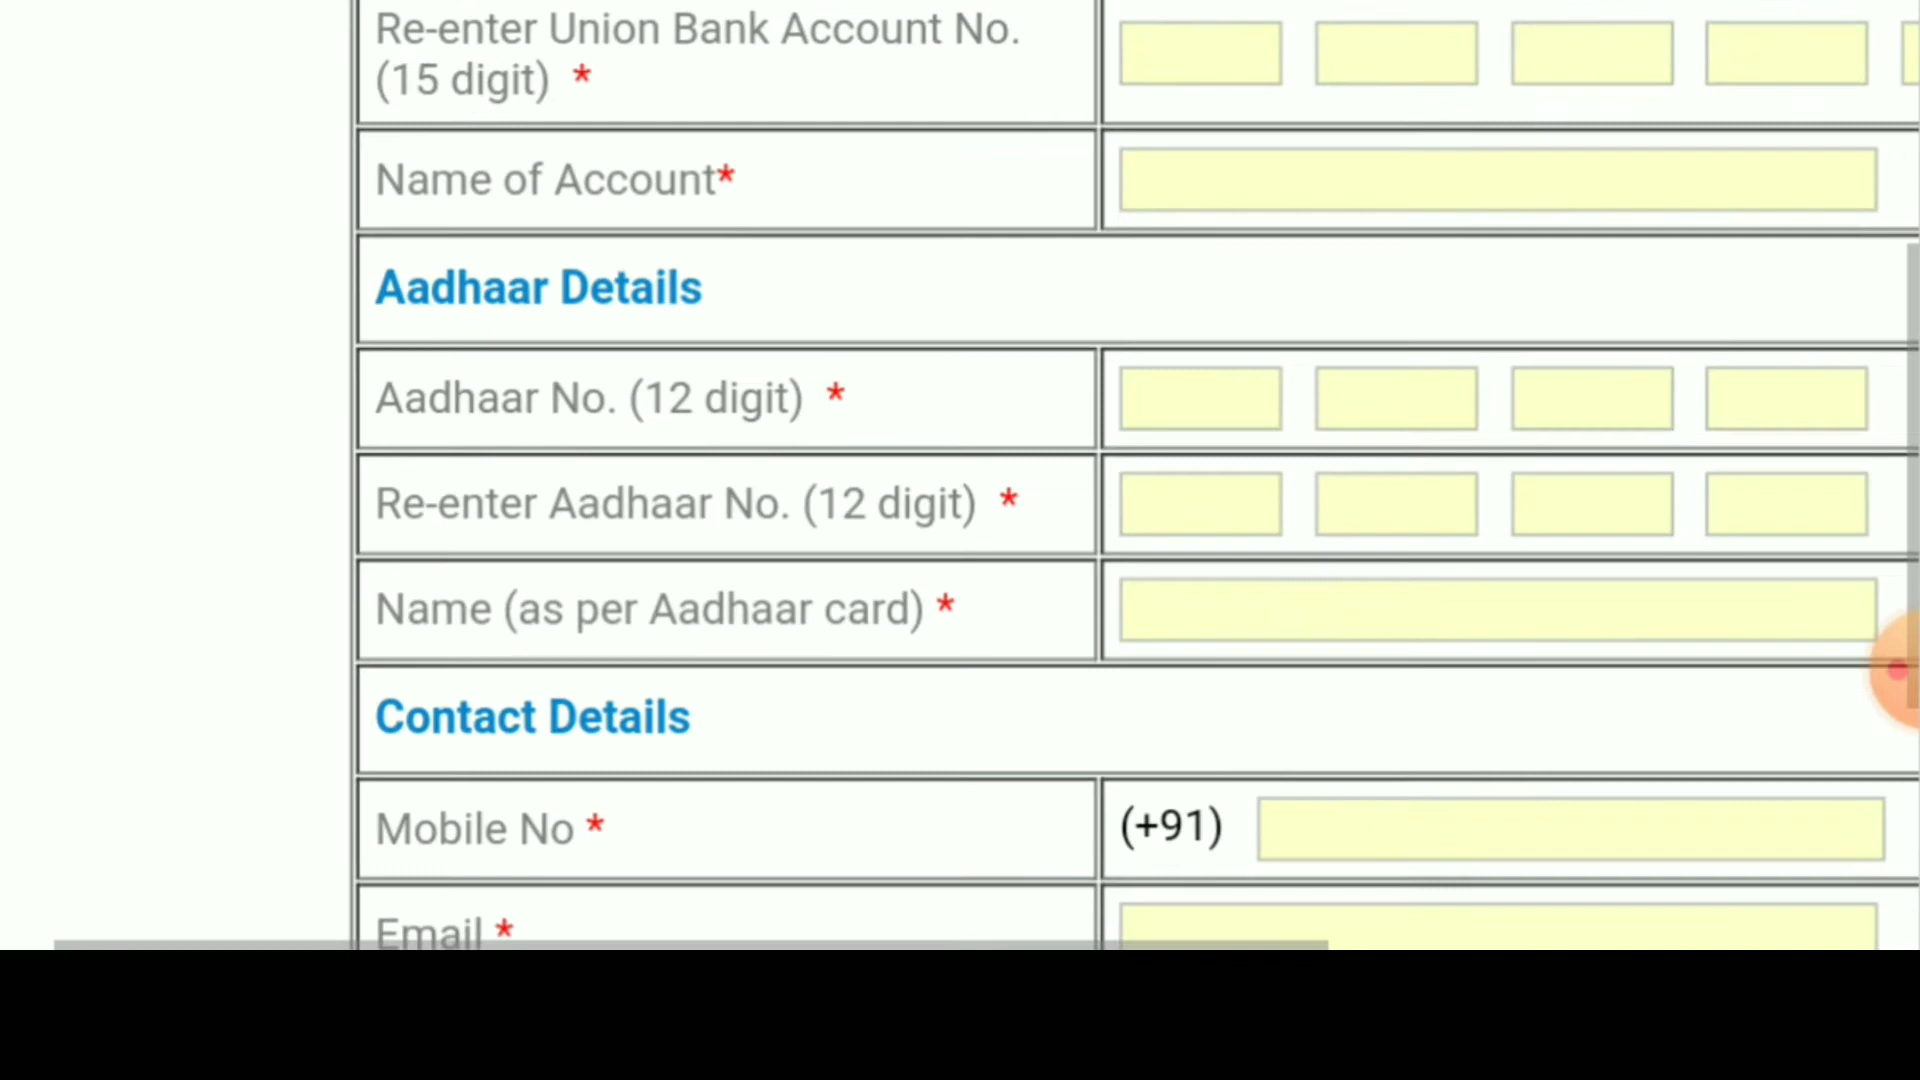 Re-enter Union Bank Account No.
(15 digit) *
Name of Account*
Aadhaar Details
Aadhaar No. (12 digit) *
Re-enter Aadhaar No. (12 digit) *
Name (as per Aadhaar card) *
Contact Details
Mobile No * (+91)
Email *